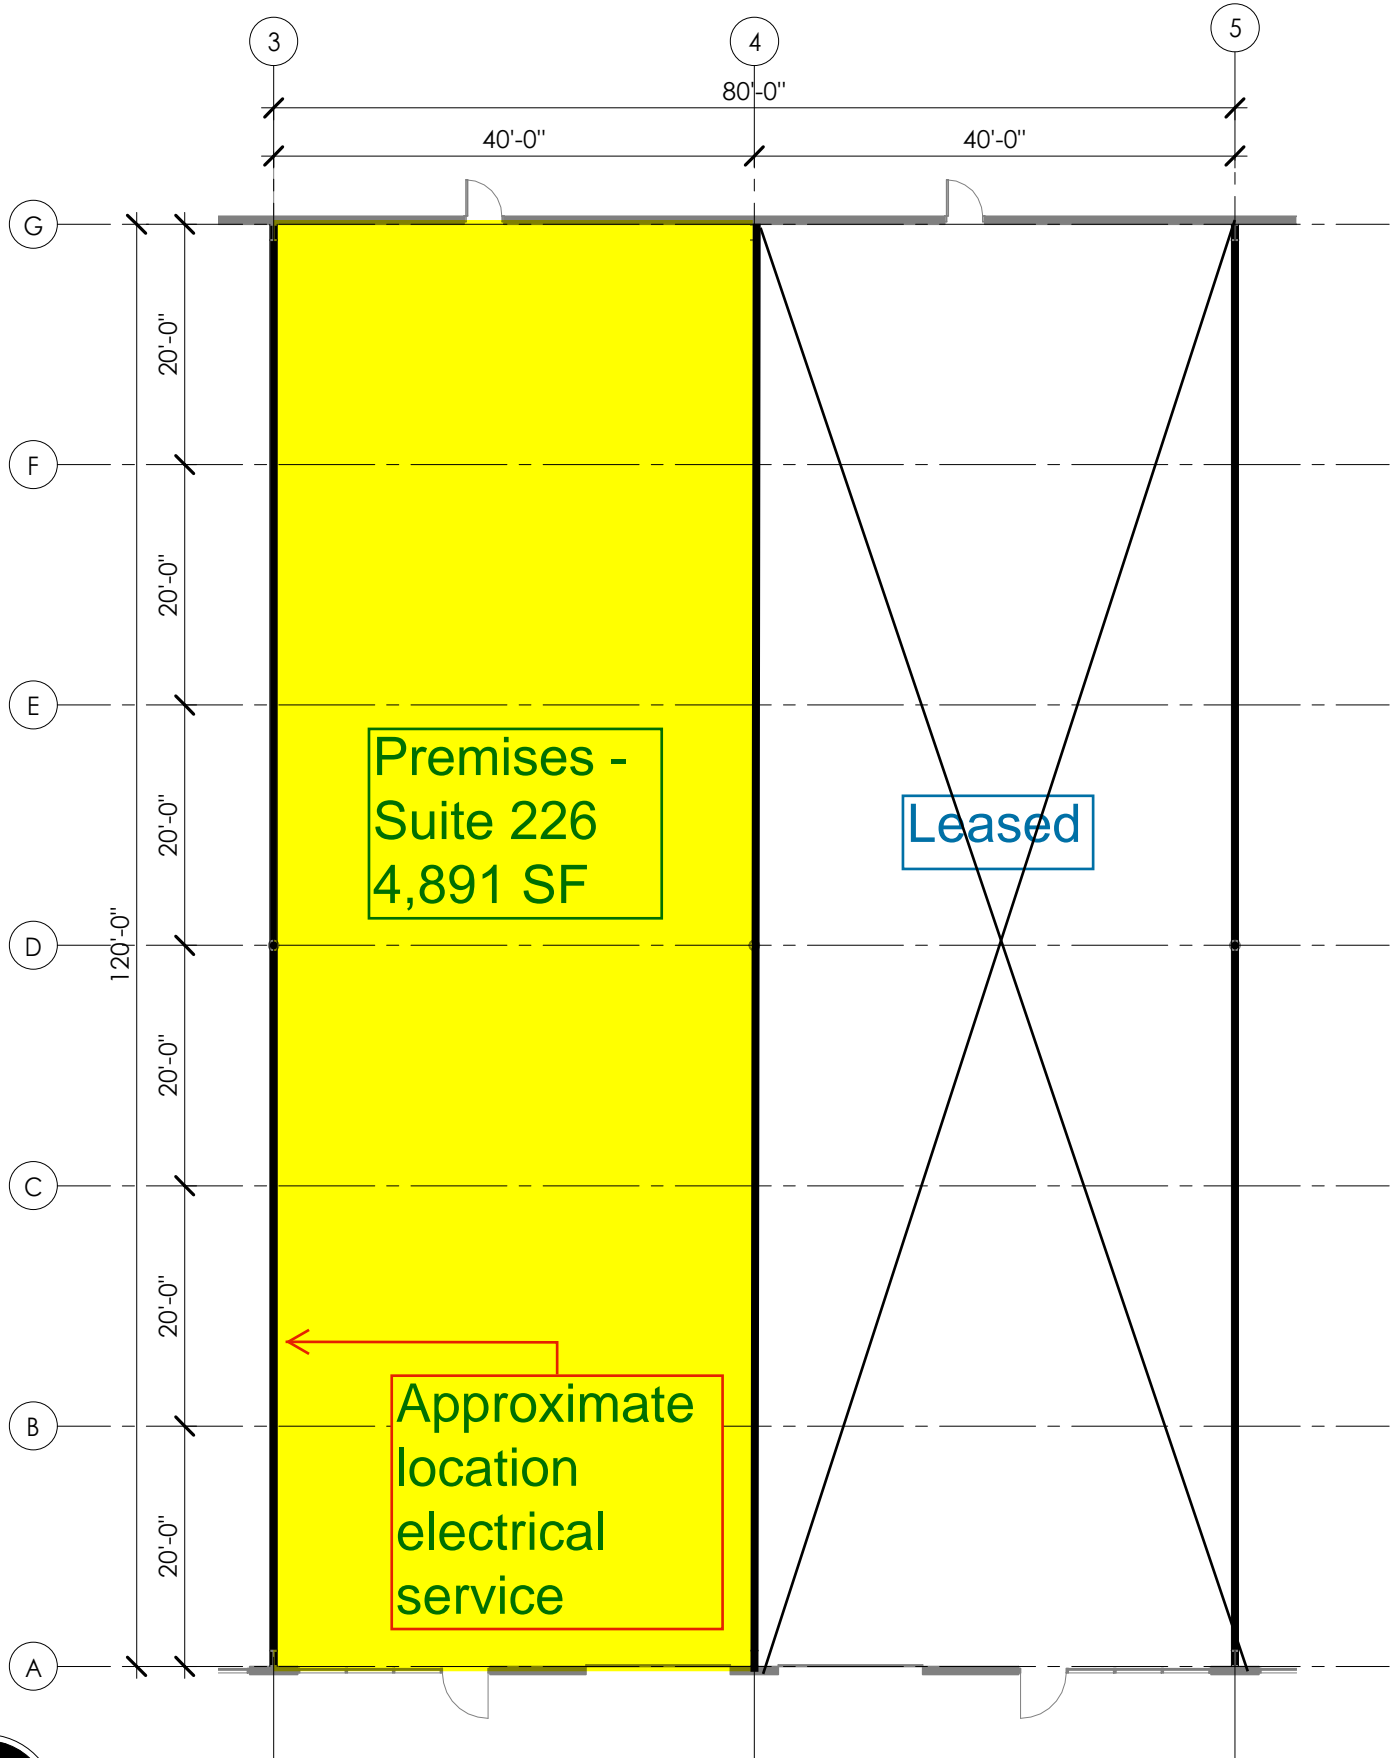 3
4
5
80'-0"
40'-0"
40'-0"
G
20'-0"
F
20'-0"
E
Premises -
Suite 226
4,891 SF
20'-0"
Leased
D
120'-0"
20'-0"
C
20'-0"
B
Approximate
location
electrical
service
20'-0"
A